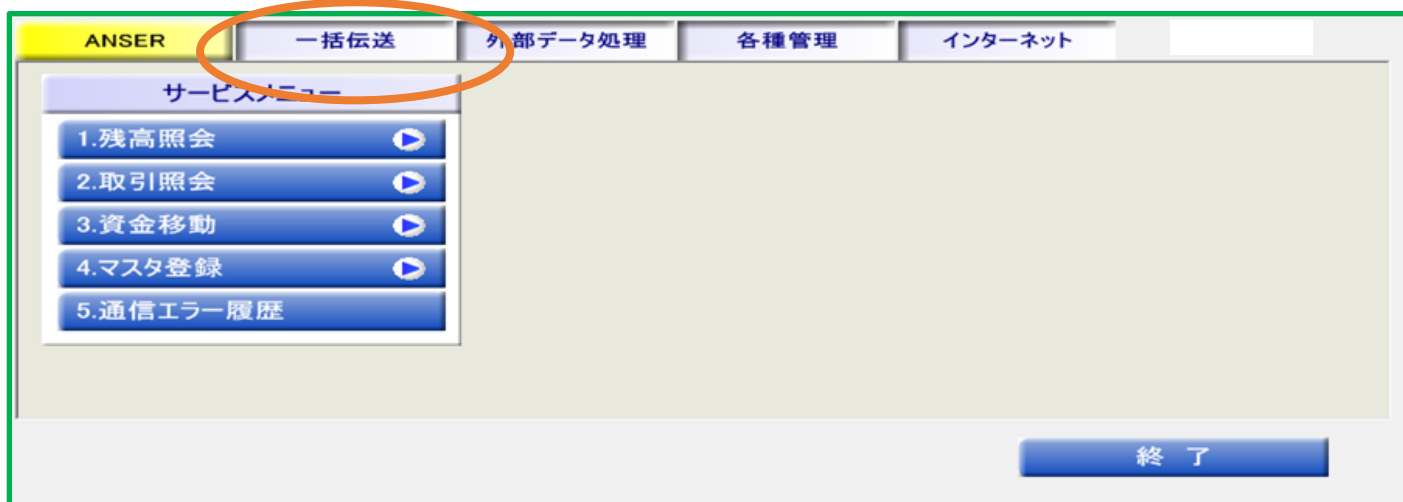 ANSER 一括伝送 外部データ処理 各種管理 インターネット
サービスメニュー
1.残高照会
2.取引照会
3.資金移動
4.マスタ登録
5.通信エラー履歴
終 了